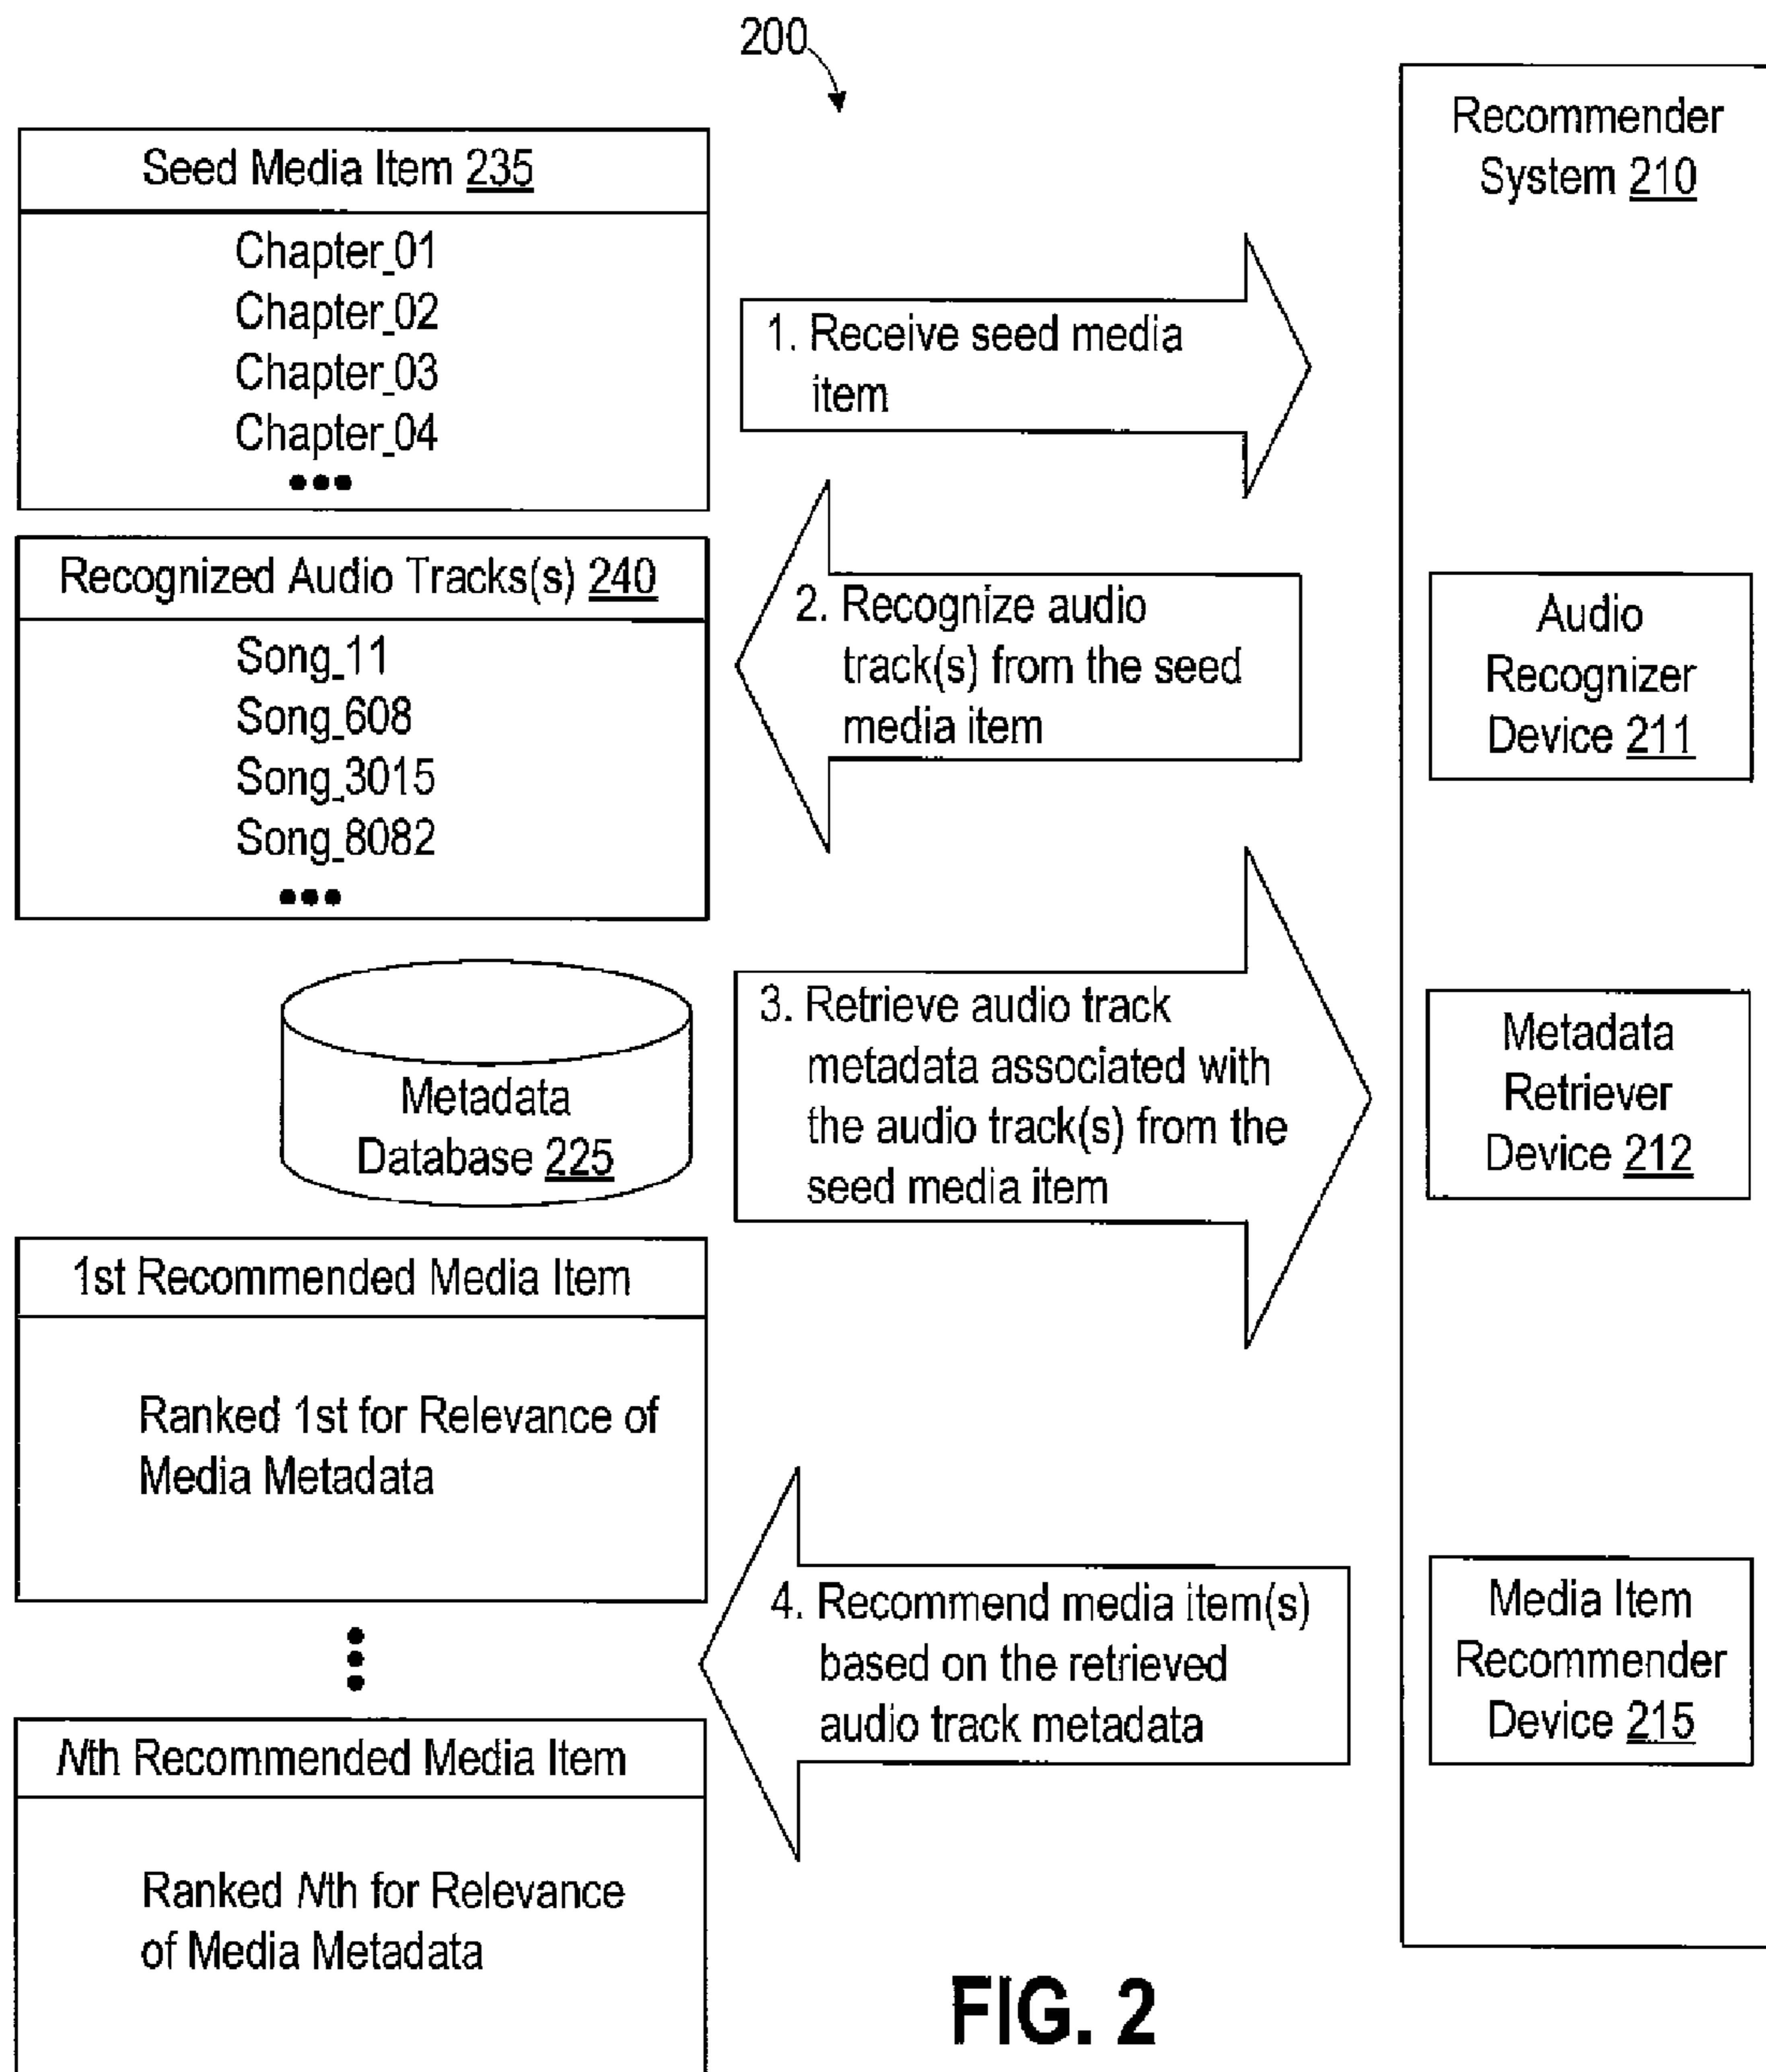 200
Recommender
System 210
Seed Media Item 235
Chapter_01
Chapter_02
Chapter_03
Chapter_04
•••
1. Receive seed media
item
Recognized Audio Tracks(s) 240
Song_11
Song_608
Song_3015
Song_8082
•••
2. Recognize audio
track(s) from the seed
media item
Audio
Recognizer
Device 211
Metadata
Database 225
3. Retrieve audio track
metadata associated with
the audio track(s) from the
seed media item
Metadata
Retriever
Device 212
1st Recommended Media Item
Ranked 1st for Relevance of
Media Metadata
4. Recommend media item(s)
based on the retrieved
audio track metadata
Media Item
Recommender
Device 215
Nth Recommended Media Item
Ranked Nth for Relevance
of Media Metadata
FIG. 2